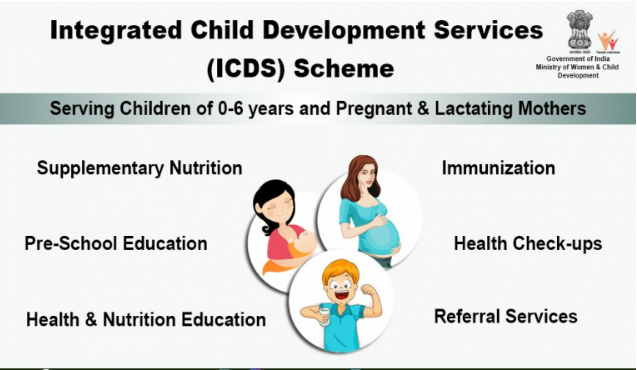 Integrated Child Development Services
(ICDS) Scheme
Government of India
Ministry of Women & Child
Development
Serving Children of 0-6 years and Pregnant & Lactating Mothers
Supplementary Nutrition
Immunization
Pre-School Education
Health Check-ups
Health & Nutrition Education
Referral Services